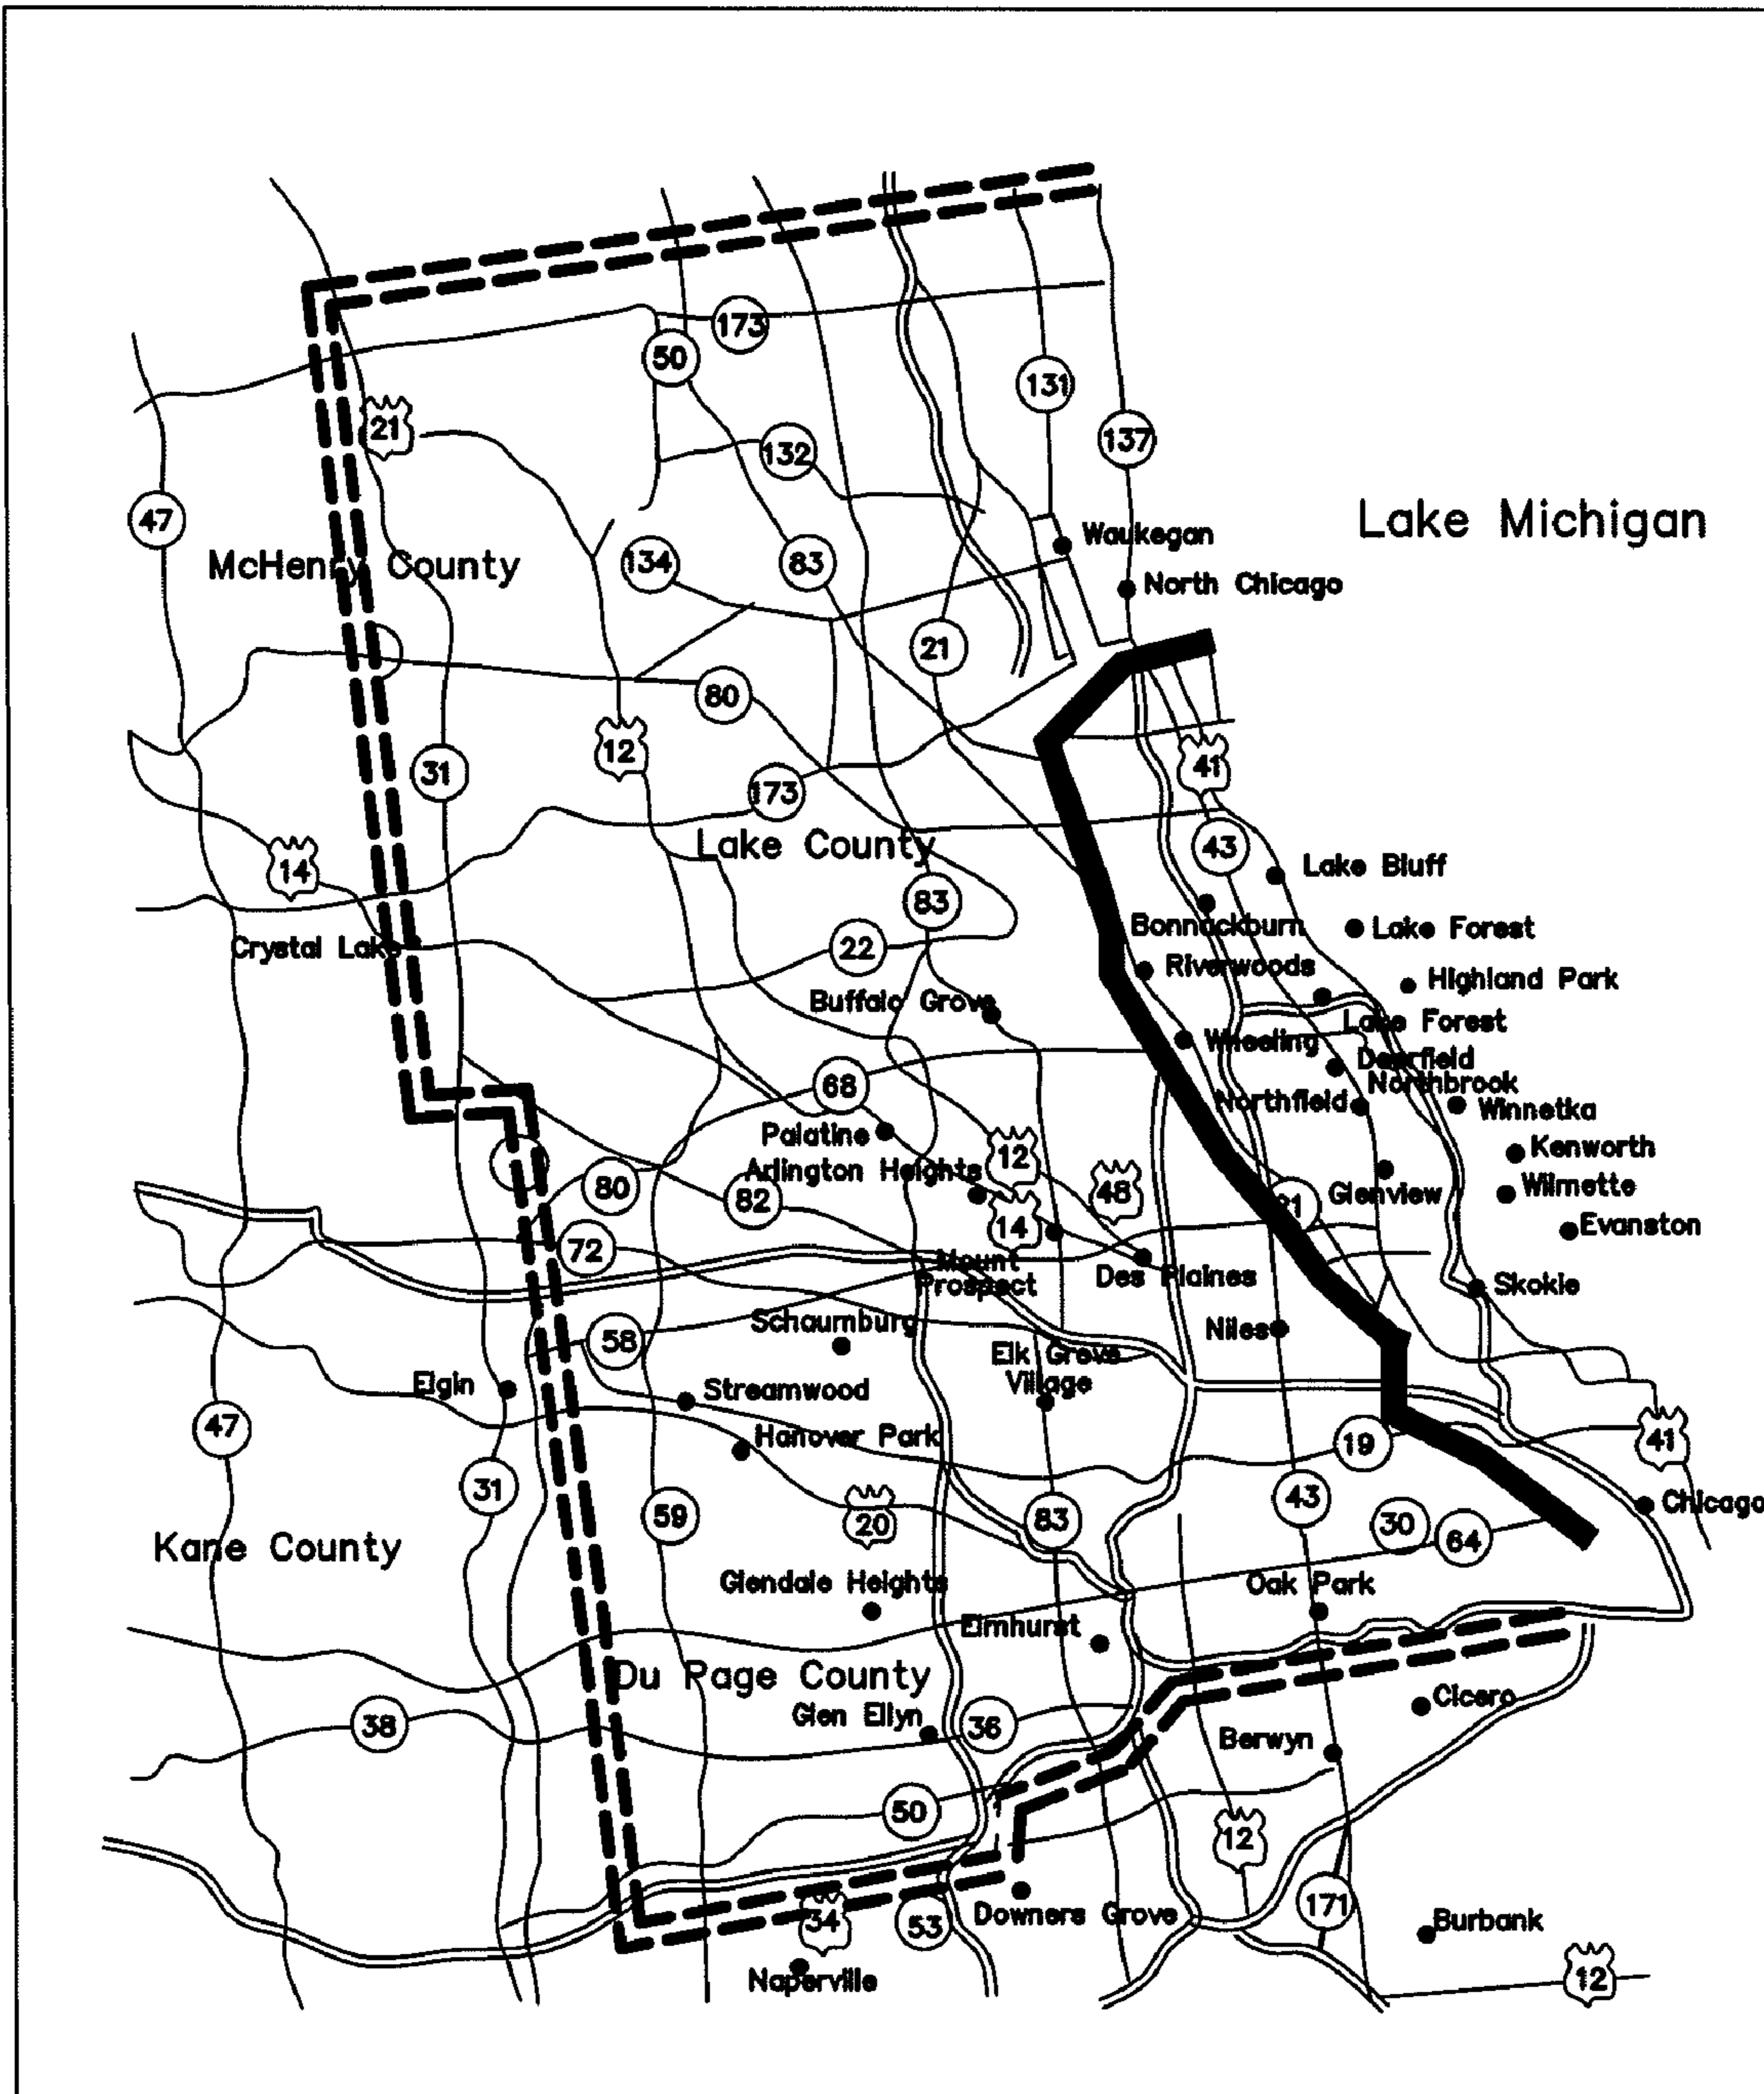 173
50
131
21
137
132
47
Lake Michigan
Waukegan
134
83
McHenry County
North Chicago
21
80
12
41
31
173
Lake County
43
14
Lake Bluff
83
Bonnackburn
Lake Forest
22
Crystal Lake
Riverwoods
Highland Park
Buffalo Grove
Lake Forest
Wheeling
Deerfield
68
Northbrook
Northfield
Winnetka
Palatine
Kenworth
12
Arlington Heights
80
82
48
Glenview
Wilmette
14
Evanston
72
Mount
Prospect
Des Plaines
Skokie
Schaumburg
Niles
58
Elk Grove
Village
Elgin
Streamwood
47
Hanover Park
19
41
31
43
Chicago
59
20
83
30
64
Kane County
Glendale Heights
Oak Park
Elmhurst
Du Page County
Cicero
38
Glen Ellyn
36
Berwyn
50
12
171
34
53
Downers Grove
Burbank
Naperville
12